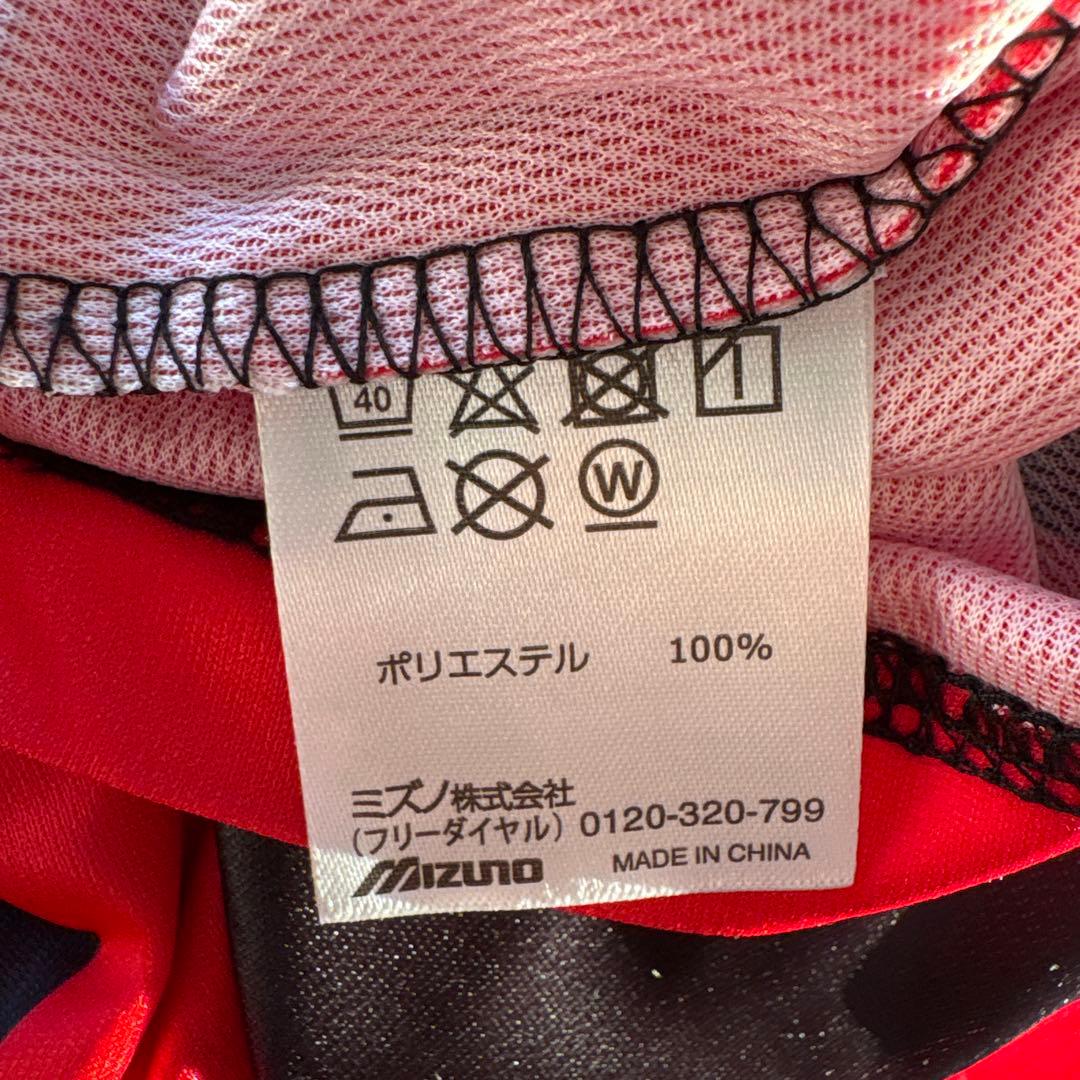 40
W
ポリエステル 100%
ミズノ株式会社
(フリーダイヤル) 0120-320-799
MIZUNO MADE IN CHINA